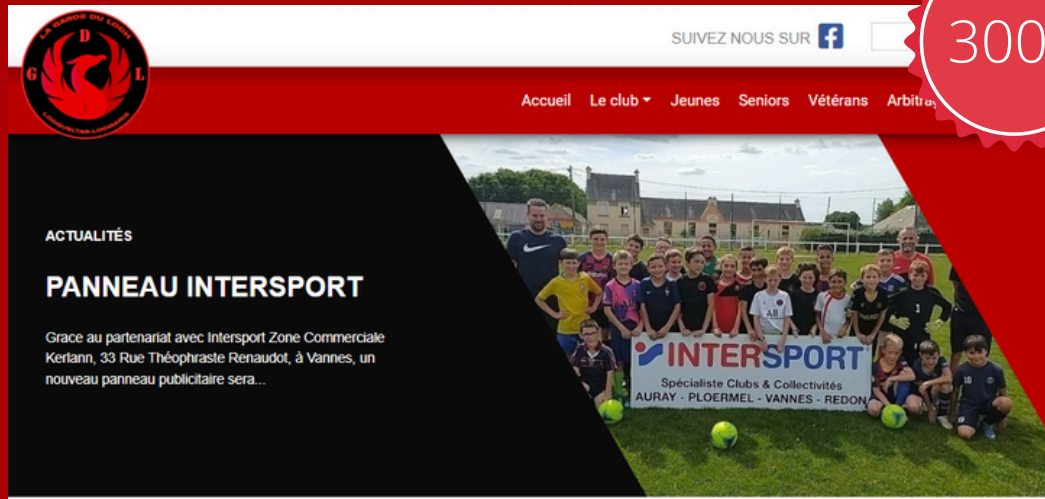 LA GARDE DU LOCH
G D L
LOCQUELTAS-LOCMARIA
SUIVEZ NOUS SUR
300
Accueil Le club Jeunes Seniors Vétérans
ACTUALITÉS
PANNEAU INTERSPORT
Grace au partenariat avec Intersport Zone Commerciale
Kerlann, 33 Rue Théophraste Renaudot, à Vannes, un
nouveau panneau publicitaire sera...
INTERSPORT
Spécialiste Clubs & Collectivités
AURAY - PLOERMEL - VANNES - REDON